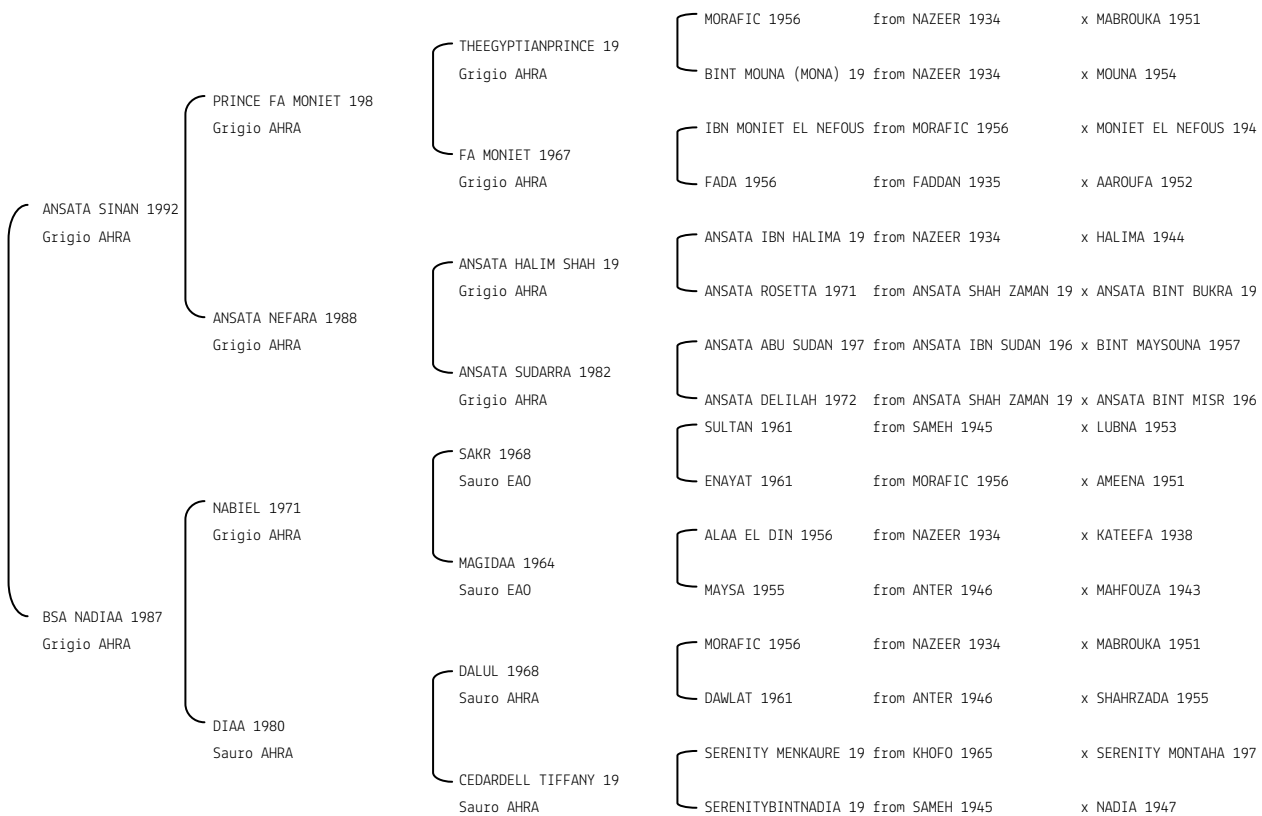 MORAFIC 1956 from NAZEER 1934 x MABROUKA 1951
THEEGYPTIANPRINCE 19
Grigio AHRA
BINT MOUNA (MONA) 19 from NAZEER 1934 x MOUNA 1954
PRINCE FA MONIET 198
Grigio AHRA
IBN MONIET EL NEFOUS from MORAFIC 1956 x MONIET EL NEFOUS 194
FA MONIET 1967
Grigio AHRA
FADA 1956 from FADDAN 1935 x AAROUFA 1952
ANSATA SINAN 1992
Grigio AHRA
ANSATA IBN HALIMA 19 from NAZEER 1934 x HALIMA 1944
ANSATA HALIM SHAH 19
Grigio AHRA
ANSATA ROSETTA 1971 from ANSATA SHAH ZAMAN 19 x ANSATA BINT BUKRA 19
ANSATA NEFARA 1988
Grigio AHRA
ANSATA ABU SUDAN 197 from ANSATA IBN SUDAN 196 x BINT MAYSOUNA 1957
ANSATA SUDARRA 1982
Grigio AHRA
ANSATA DELILAH 1972 from ANSATA SHAH ZAMAN 19 x ANSATA BINT MISR 196
SULTAN 1961 from SAMEH 1945 x LUBNA 1953
SAKR 1968
Sauro EAO
ENAYAT 1961 from MORAFIC 1956 x AMEENA 1951
NABIEL 1971
Grigio AHRA
ALAA EL DIN 1956 from NAZEER 1934 x KATEEFA 1938
MAGIDAA 1964
Sauro EAO
MAYSA 1955 from ANTER 1946 x MAHFOUZA 1943
BSA NADIAA 1987
Grigio AHRA
MORAFIC 1956 from NAZEER 1934 x MABROUKA 1951
DALUL 1968
Sauro AHRA
DAWLAT 1961 from ANTER 1946 x SHAHRZADA 1955
DIAA 1980
Sauro AHRA
SERENITY MENKAURE 19 from KHOFO 1965 x SERENITY MONTAHA 197
CEDARDELL TIFFANY 19
Sauro AHRA
SERENITYBINTNADIA 19 from SAMEH 1945 x NADIA 1947